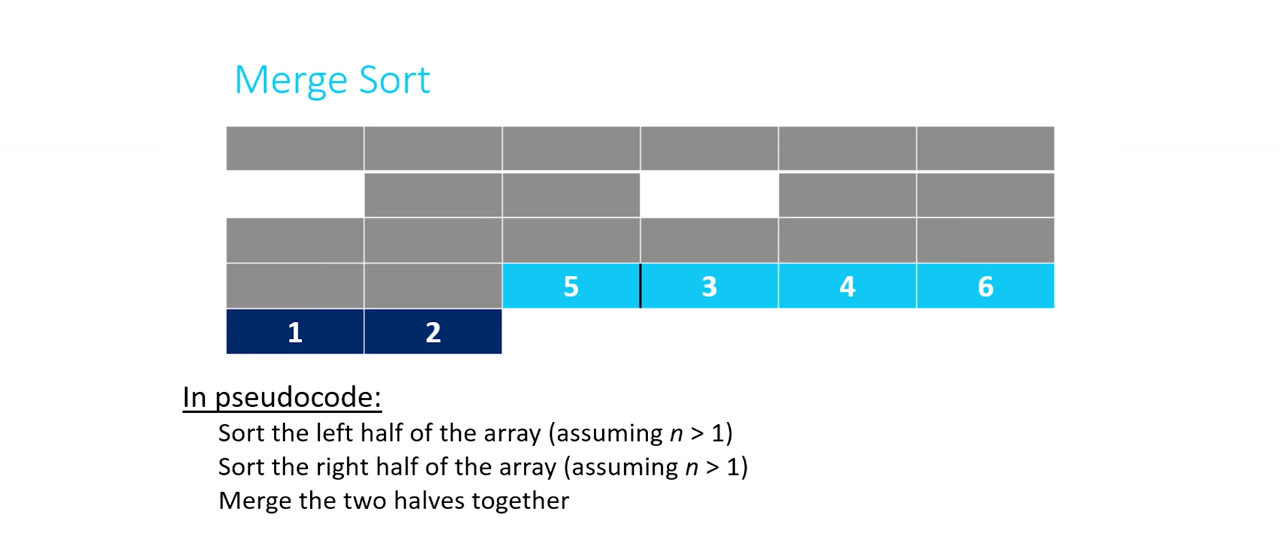 Merge Sort
5 3 4 6
1 2
In pseudocode:
Sort the left half of the array (assuming n > 1)
Sort the right half of the array (assuming n > 1)
Merge the two halves together